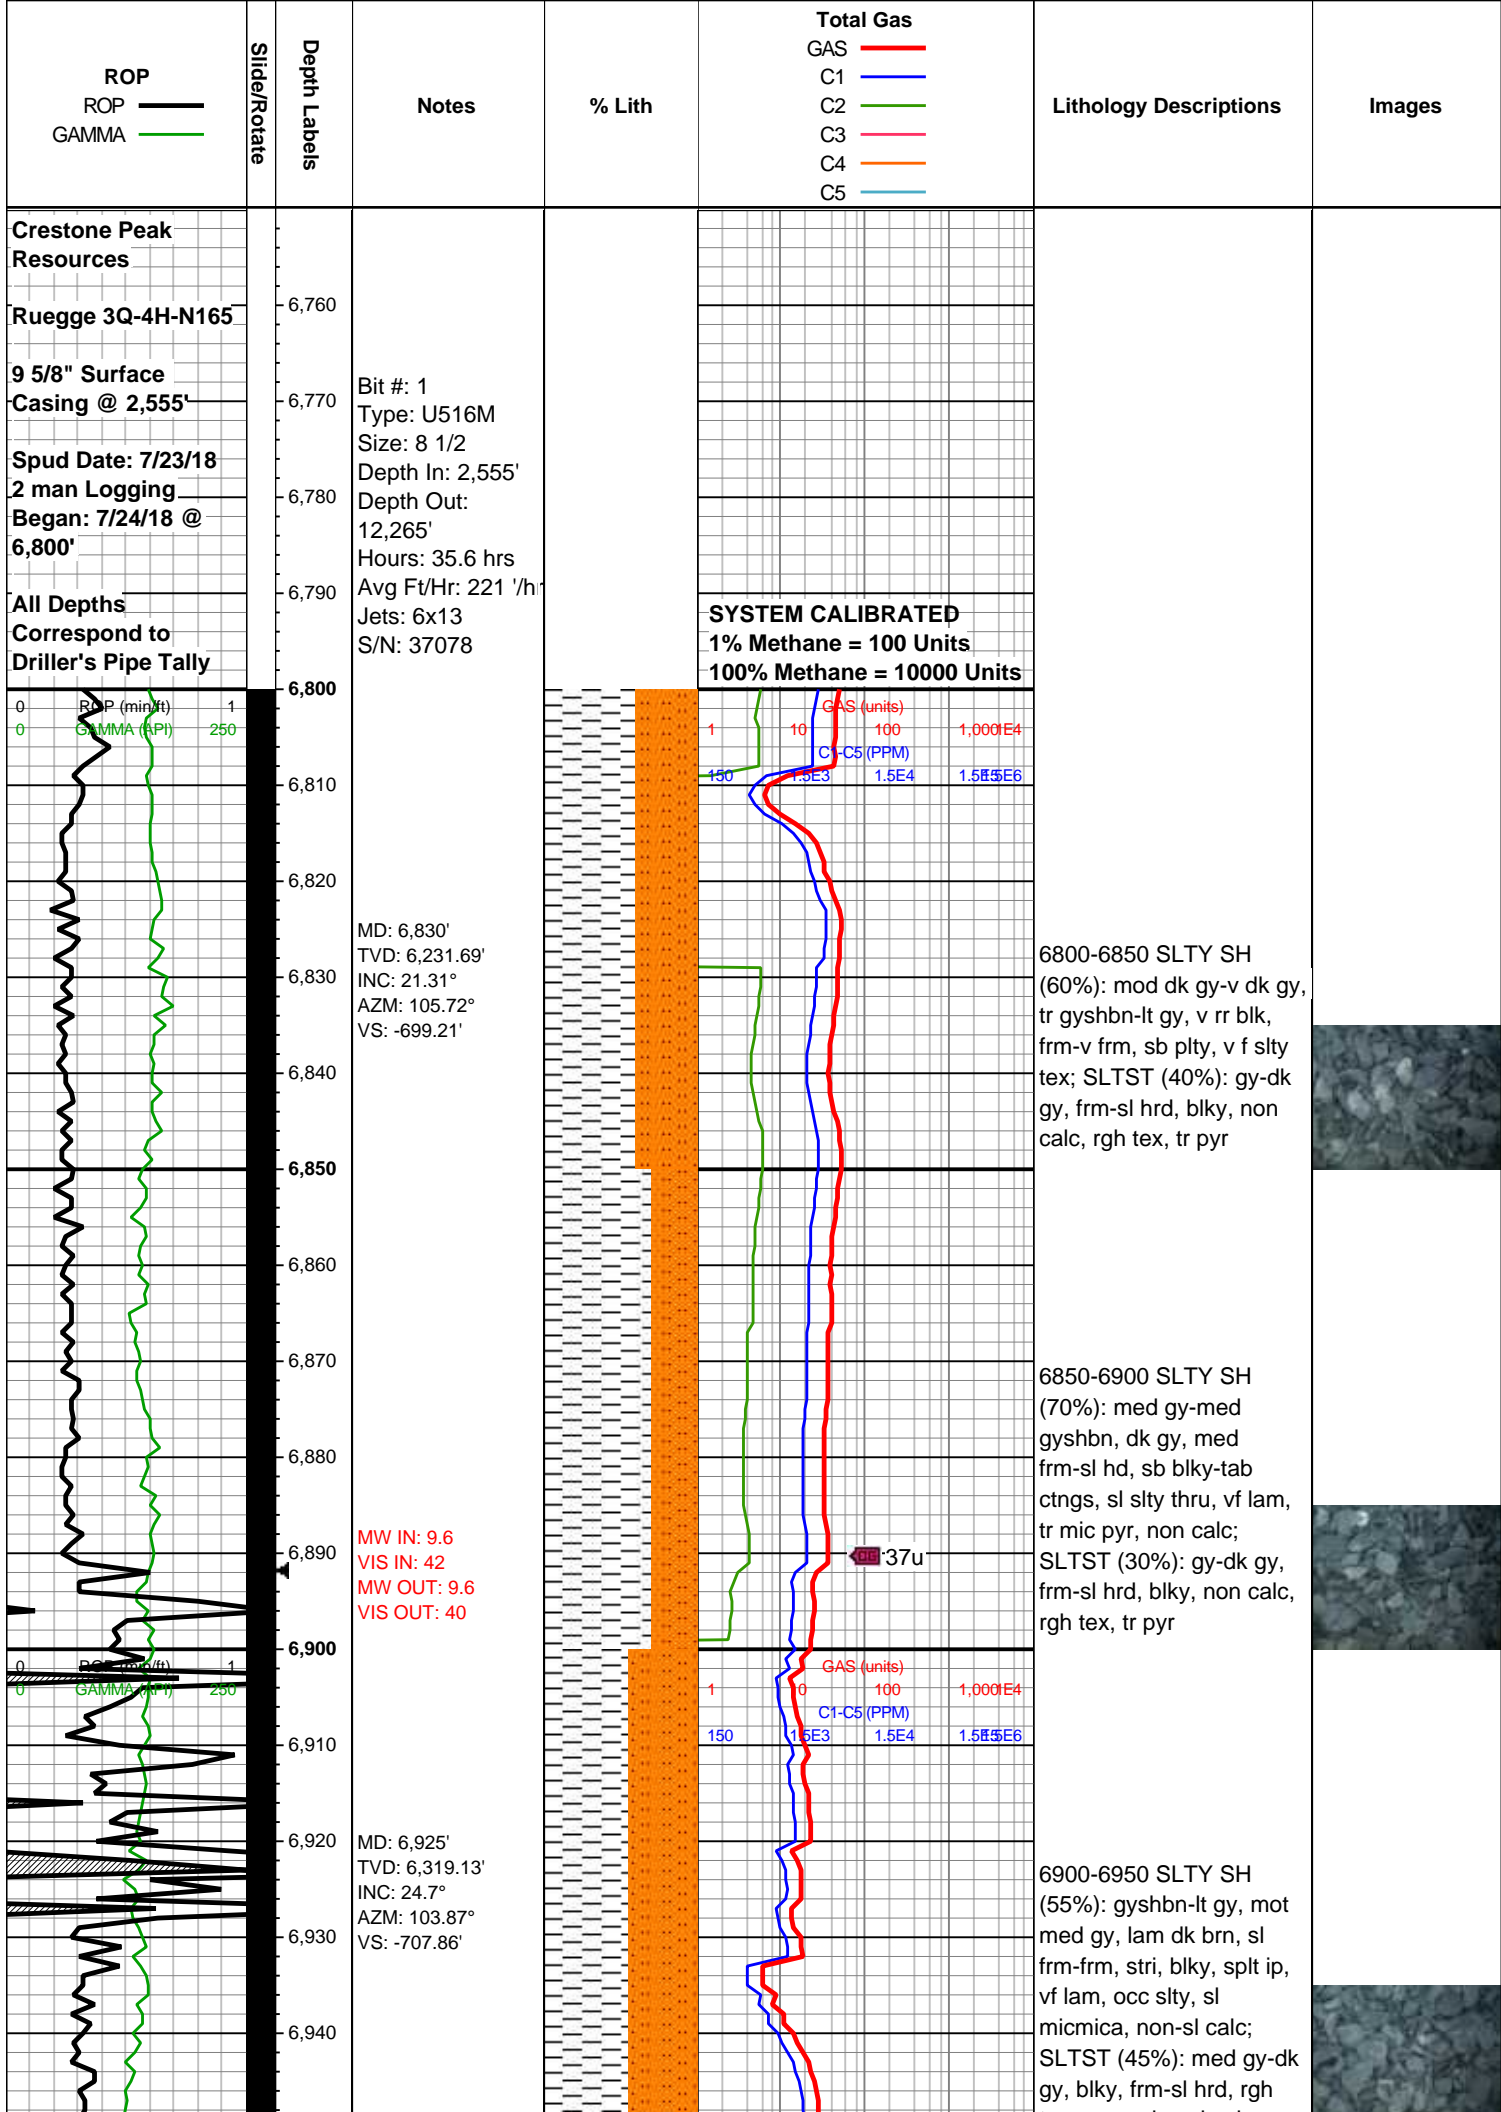 ROP
ROP
GAMMA
Slide/Rotate
Depth Labels
Notes
% Lith
Total Gas
GAS
C1
C2
C3
C4
C5
Lithology Descriptions
Images
Crestone Peak
Resources
Ruegge 3Q-4H-N165
9 5/8" Surface
Casing @ 2,555'
Spud Date: 7/23/18
2 man Logging
Began: 7/24/18 @
6,800'
All Depths
Correspond to
Driller's Pipe Tally
6,760
6,770
6,780
6,790
6,800
6,810
6,820
6,830
6,840
6,850
6,860
6,870
6,880
6,890
6,900
6,910
6,920
6,930
6,940
Bit #: 1
Type: U516M
Size: 8 1/2
Depth In: 2,555'
Depth Out:
12,265'
Hours: 35.6 hrs
Avg Ft/Hr: 221 '/hr
Jets: 6x13
S/N: 37078
SYSTEM CALIBRATED
1% Methane = 100 Units
100% Methane = 10000 Units
0 ROP (min/ft) 1
0 GAMMA (API) 250
GAS (units)
1 10 100 1,000 1E4
C1-C5 (PPM)
150 1.5E3 1.5E4 1.5E5 1.5E6
MD: 6,830'
TVD: 6,231.69'
INC: 21.31°
AZM: 105.72°
VS: -699.21'
6800-6850 SLTY SH
(60%): mod dk gy-v dk gy,
tr gyshbn-lt gy, v rr blk,
frm-v frm, sb plty, v f slty
tex; SLTST (40%): gy-dk
gy, frm-sl hrd, blky, non
calc, rgh tex, tr pyr
6850-6900 SLTY SH
(70%): med gy-med
gyshbn, dk gy, med
frm-sl hd, sb blky-tab
ctngs, sl slty thru, vf lam,
tr mic pyr, non calc;
SLTST (30%): gy-dk gy,
frm-sl hrd, blky, non calc,
rgh tex, tr pyr
MW IN: 9.6
VIS IN: 42
MW OUT: 9.6
VIS OUT: 40
CG 37u
0 ROP (min/ft) 1
0 GAMMA (API) 250
GAS (units)
1 10 100 1,000 1E4
C1-C5 (PPM)
150 1.5E3 1.5E4 1.5E5 1.5E6
MD: 6,925'
TVD: 6,319.13'
INC: 24.7°
AZM: 103.87°
VS: -707.86'
6900-6950 SLTY SH
(55%): gyshbn-lt gy, mot
med gy, lam dk brn, sl
frm-frm, stri, blky, splt ip,
vf lam, occ slty, sl
micmica, non-sl calc;
SLTST (45%): med gy-dk
gy, blky, frm-sl hrd, rgh